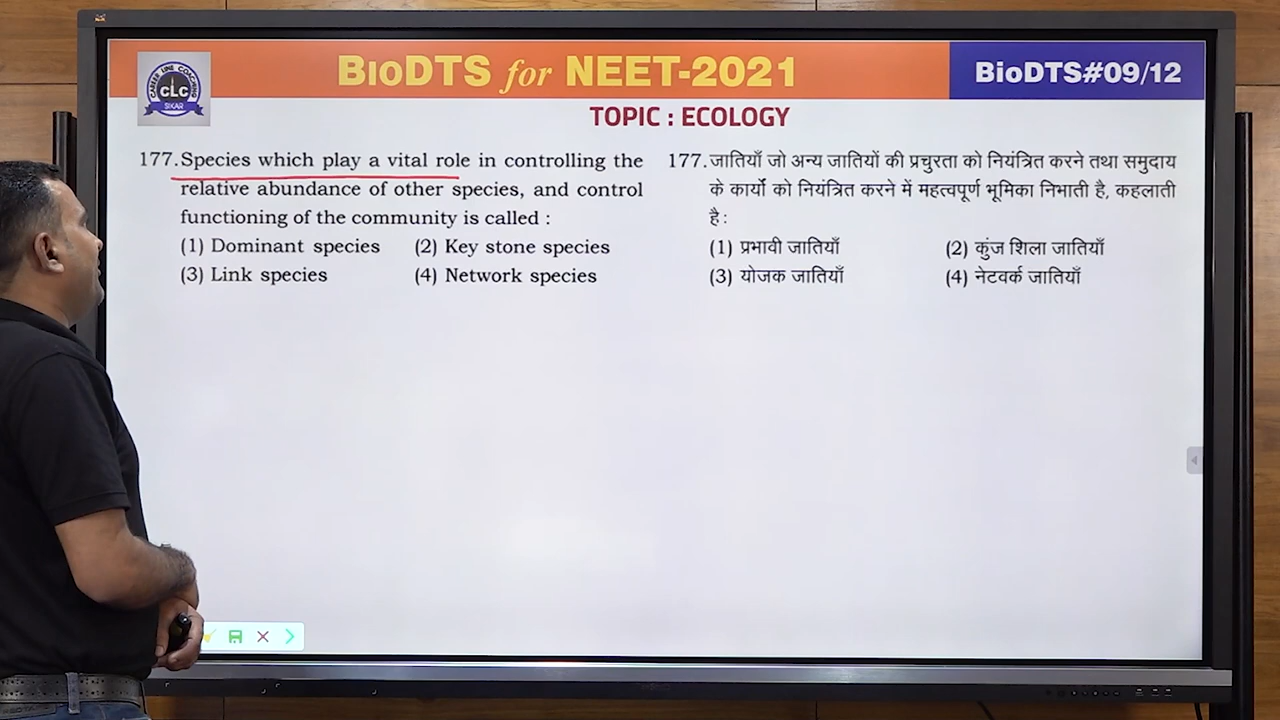 BIODTS for NEET-2021
BIODTS#09/12
CAREER LINE COACHING
CLC
SIKAR
TOPIC : ECOLOGY
177. Species which play a vital role in controlling the
relative abundance of other species, and control
functioning of the community is called :
(1) Dominant species (2) Key stone species
(3) Link species (4) Network species
177. जातियाँ जो अन्य जातियों की प्रचुरता को नियंत्रित करने तथा समुदाय
के कार्यों को नियंत्रित करने में महत्वपूर्ण भूमिका निभाती है, कहलाती
है :
(1) प्रभावी जातियाँ (2) कुंज शिला जातियाँ
(3) योजक जातियाँ (4) नेटवर्क जातियाँ